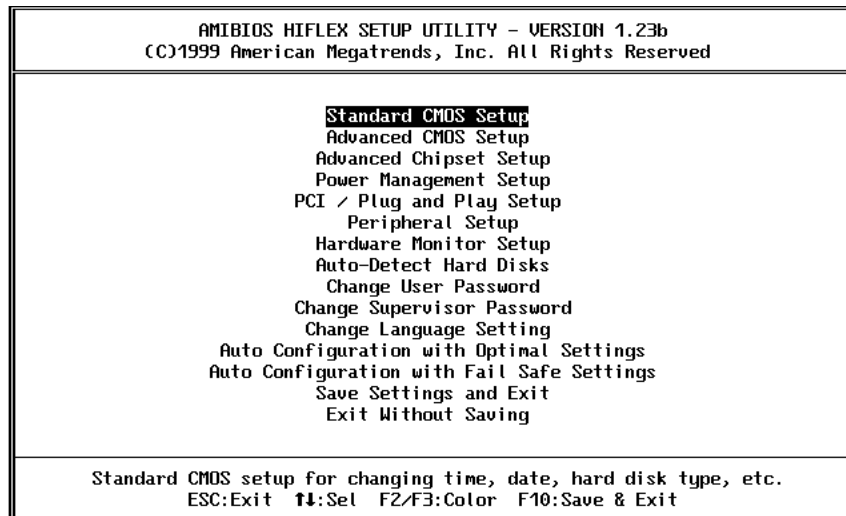 AMIBIOS HIFLEX SETUP UTILITY - VERSION 1.23b
(C)1999 American Megatrends, Inc. All Rights Reserved
Standard CMOS Setup
Advanced CMOS Setup
Advanced Chipset Setup
Power Management Setup
PCI / Plug and Play Setup
Peripheral Setup
Hardware Monitor Setup
Auto-Detect Hard Disks
Change User Password
Change Supervisor Password
Change Language Setting
Auto Configuration with Optimal Settings
Auto Configuration with Fail Safe Settings
Save Settings and Exit
Exit Without Saving
Standard CMOS setup for changing time, date, hard disk type, etc.
ESC:Exit ↑↓:Sel F2/F3:Color F10:Save & Exit